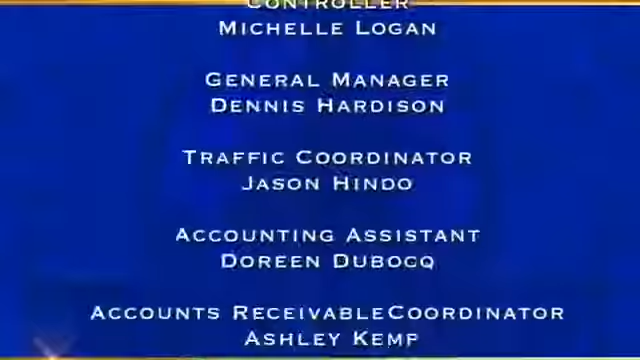 CONTROLLER
MICHELLE LOGAN
GENERAL MANAGER
DENNIS HARDISON
TRAFFIC COORDINATOR
JASON HINDO
ACCOUNTING ASSISTANT
DOREEN DUBOCQ
ACCOUNTS RECEIVABLECOORDINATOR
ASHLEY KEMP